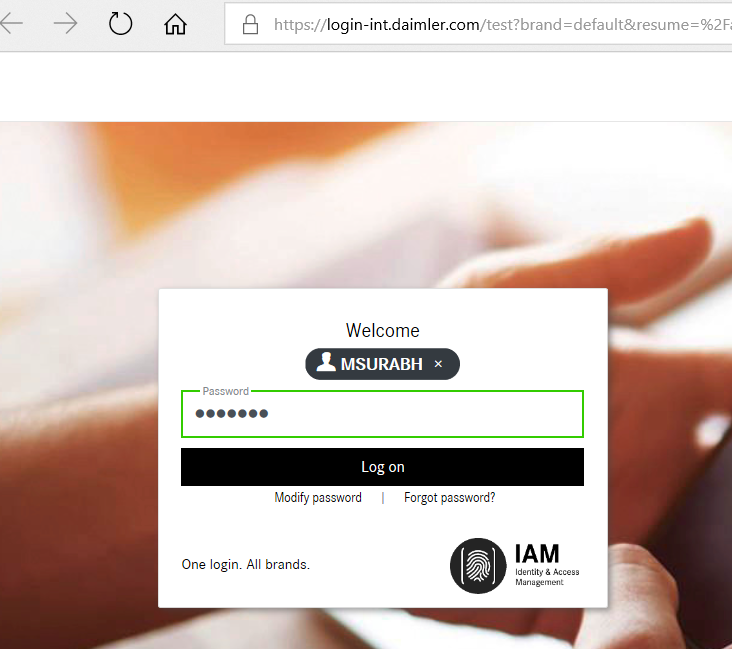 https://login-int.daimler.com/test?brand=default&resume=%2Fa
Welcome
MSURABH ×
Password
●●●●●●●
Log on
Modify password | Forgot password?
One login. All brands.
IAM
Identity & Access
Management